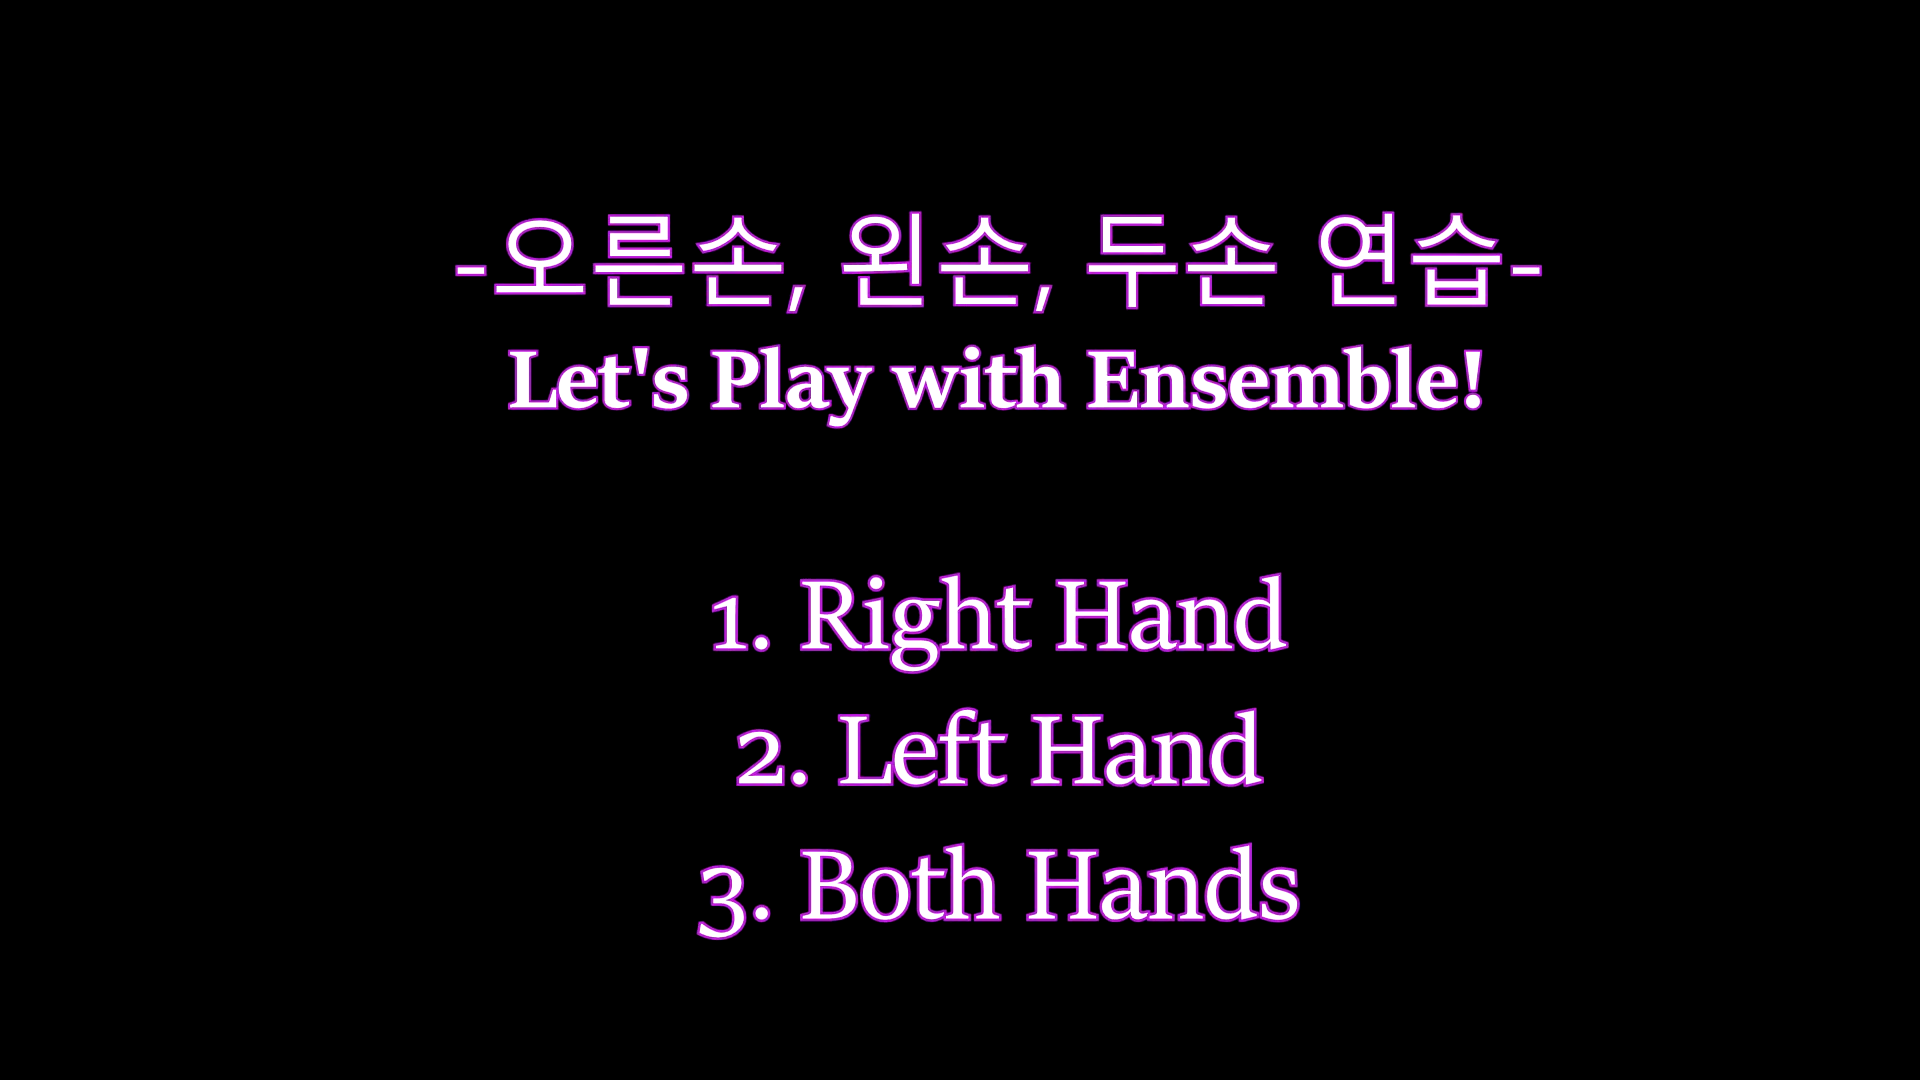 -오른손, 왼손, 두손 연습-
Let's Play with Ensemble!
1. Right Hand
2. Left Hand
3. Both Hands